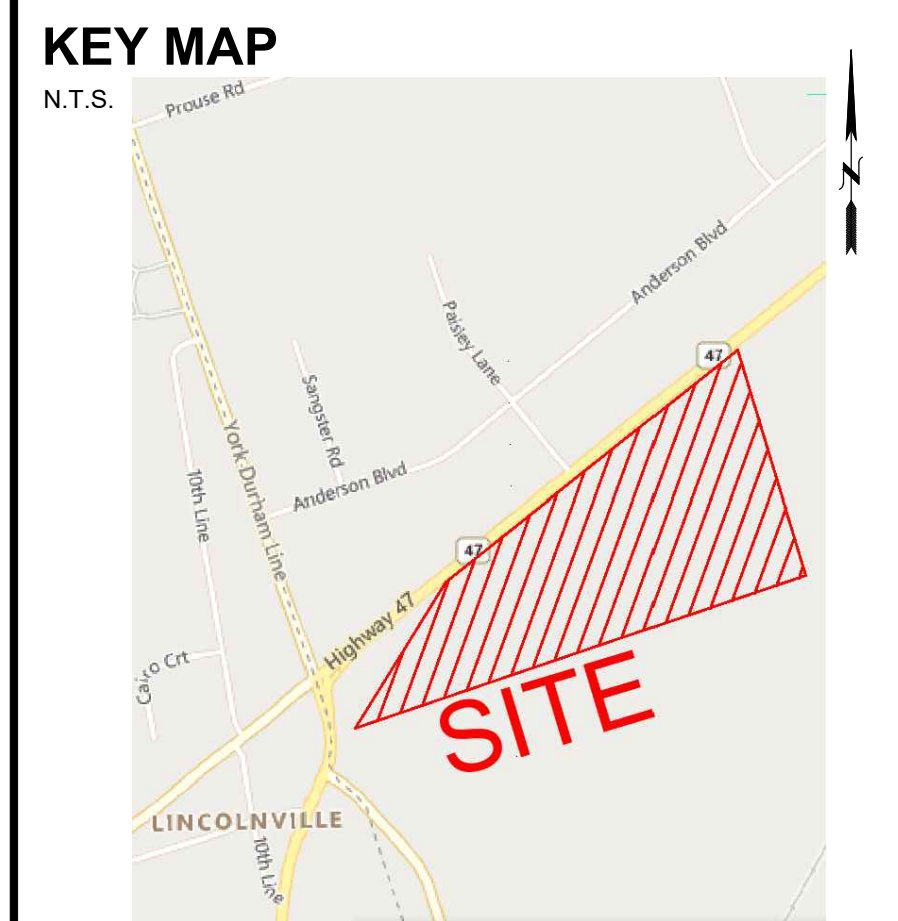 KEY MAP
N.T.S.
Prouse Rd
N
Anderson Blvd
Paisley Lane
47
Sangster Rd
York-Durham Line
Anderson Blvd
10th Line
47
Highway 47
Cairo Crt
SITE
LINCOLNVILLE
10th Line